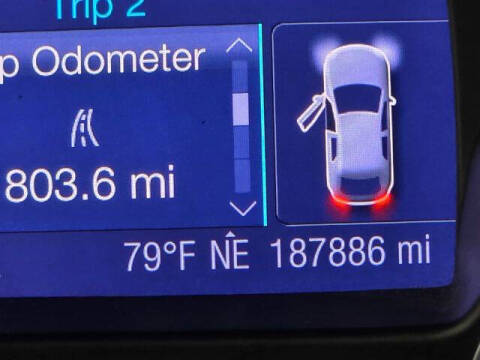 Trip 2
p Odometer
803.6 mi
79°F NE 187886 mi